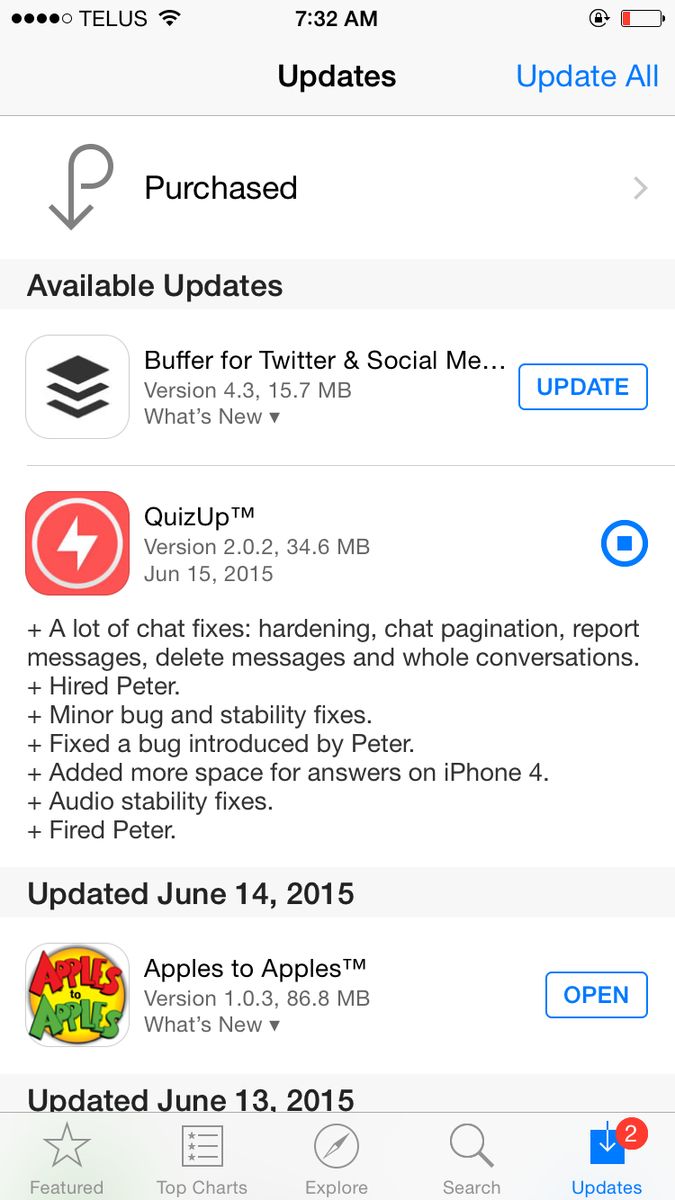 TELUS 7:32 AM
Updates Update All
Purchased
Available Updates
Buffer for Twitter & Social Me...
Version 4.3, 15.7 MB
What's New ▾
UPDATE
QuizUp™
Version 2.0.2, 34.6 MB
Jun 15, 2015
+ A lot of chat fixes: hardening, chat pagination, report
messages, delete messages and whole conversations.
+ Hired Peter.
+ Minor bug and stability fixes.
+ Fixed a bug introduced by Peter.
+ Added more space for answers on iPhone 4.
+ Audio stability fixes.
+ Fired Peter.
Updated June 14, 2015
APPLES
to
APPLES
Apples to Apples™
Version 1.0.3, 86.8 MB
What's New ▾
OPEN
Updated June 13, 2015
2
Featured Top Charts Explore Search Updates